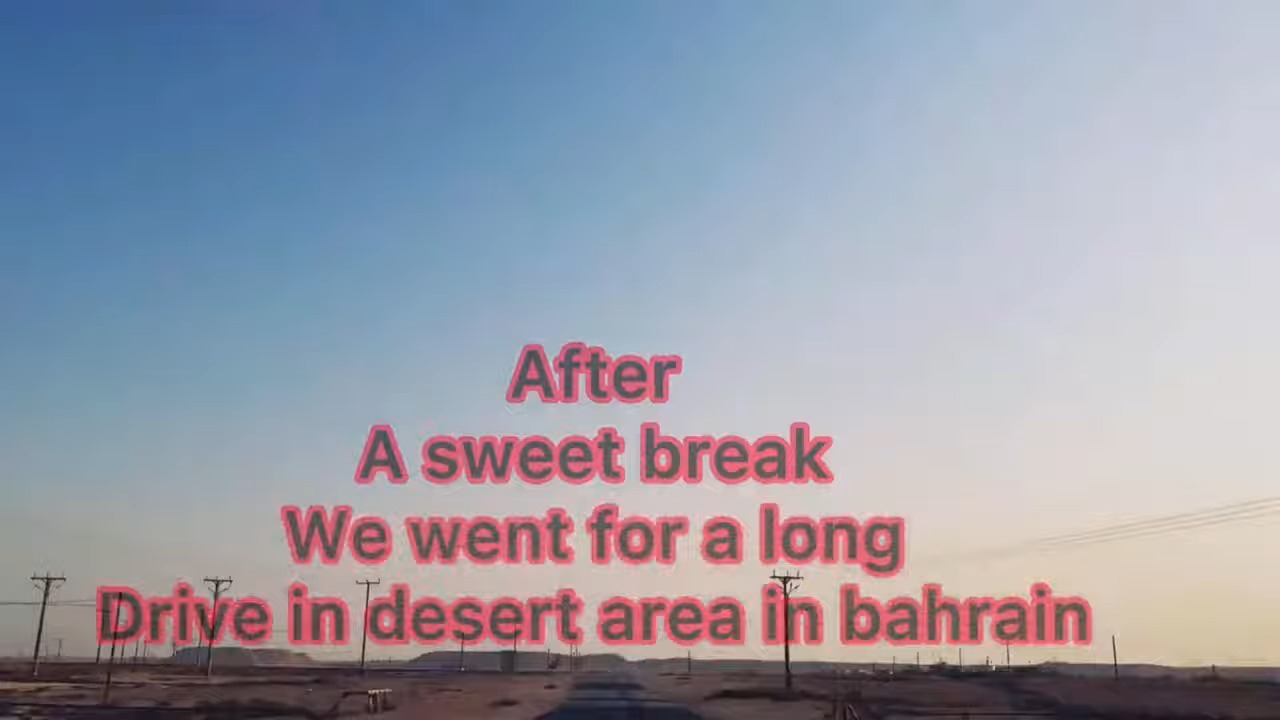 After
A sweet break
We went for a long
Drive in desert area in bahrain